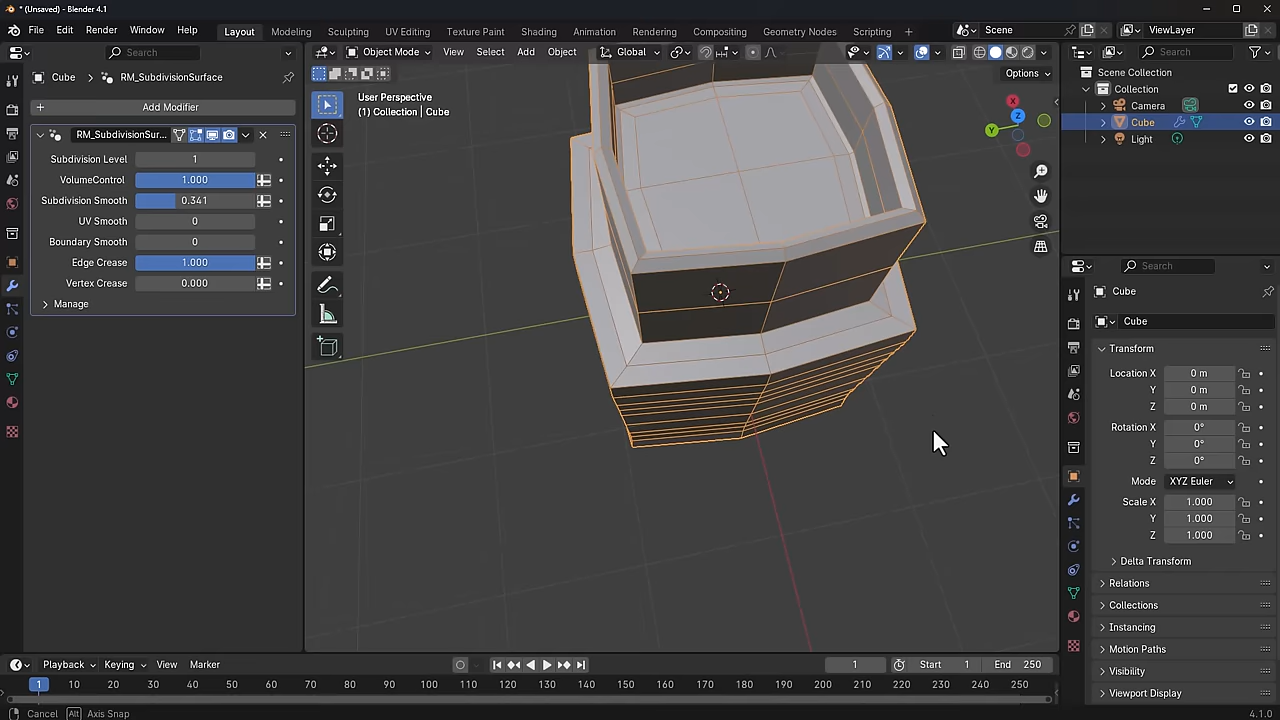 * (Unsaved) - Blender 4.1
File Edit Render Window Help Layout Modeling Sculpting UV Editing Texture Paint Shading Animation Rendering Compositing Geometry Nodes Scripting + Scene ViewLayer
Search Object Mode View Select Add Object Global Search
Options
Cube > RM_SubdivisionSurface
Add Modifier
RM_SubdivisionSur...
Subdivision Level 1
VolumeControl 1.000
Subdivision Smooth 0.341
UV Smooth 0
Boundary Smooth 0
Edge Crease 1.000
Vertex Crease 0.000
Manage
User Perspective
(1) Collection | Cube
X
Y
Z
Scene Collection
Collection
Camera
Cube
Light
Search
Cube
Cube
Transform
Location X 0 m
Y 0 m
Z 0 m
Rotation X 0°
Y 0°
Z 0°
Mode XYZ Euler
Scale X 1.000
Y 1.000
Z 1.000
Delta Transform
Relations
Collections
Instancing
Motion Paths
Visibility
Viewport Display
Playback Keying View Marker 1 Start 1 End 250
1 10 20 30 40 50 60 70 80 90 100 110 120 130 140 150 160 170 180 190 200 210 220 230 240 250
Cancel Alt Axis Snap 4.1.0